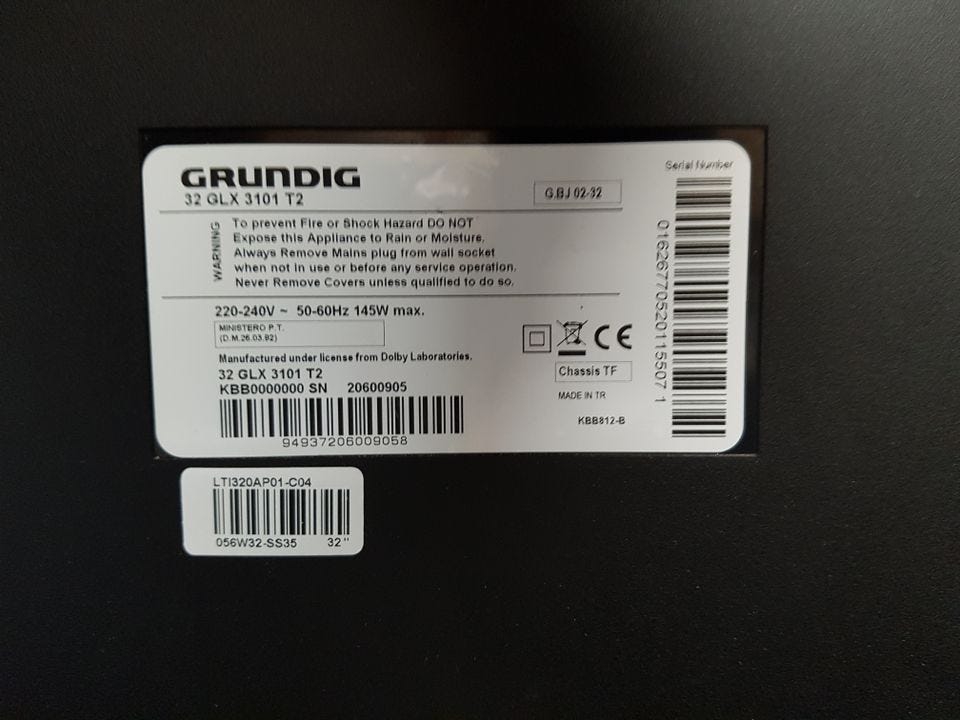 GRUNDIG
32 GLX 3101 T2
G.BJ 02-32
WARNING
To prevent Fire or Shock Hazard DO NOT
Expose this Appliance to Rain or Moisture.
Always Remove Mains plug from wall socket
when not in use or before any service operation.
Never Remove Covers unless qualified to do so.
220-240V ~ 50-60Hz 145W max.
MINISTERO P.T.
(D.M.26.03.92)
Manufactured under license from Dolby Laboratories.
32 GLX 3101 T2
KBB0000000 SN 20600905
94937206009058
CE
Chassis TF
MADE IN TR
KBB812-B
Serial Number
01626770520115507 1
LTI320AP01-C04
056W32-SS35 32"